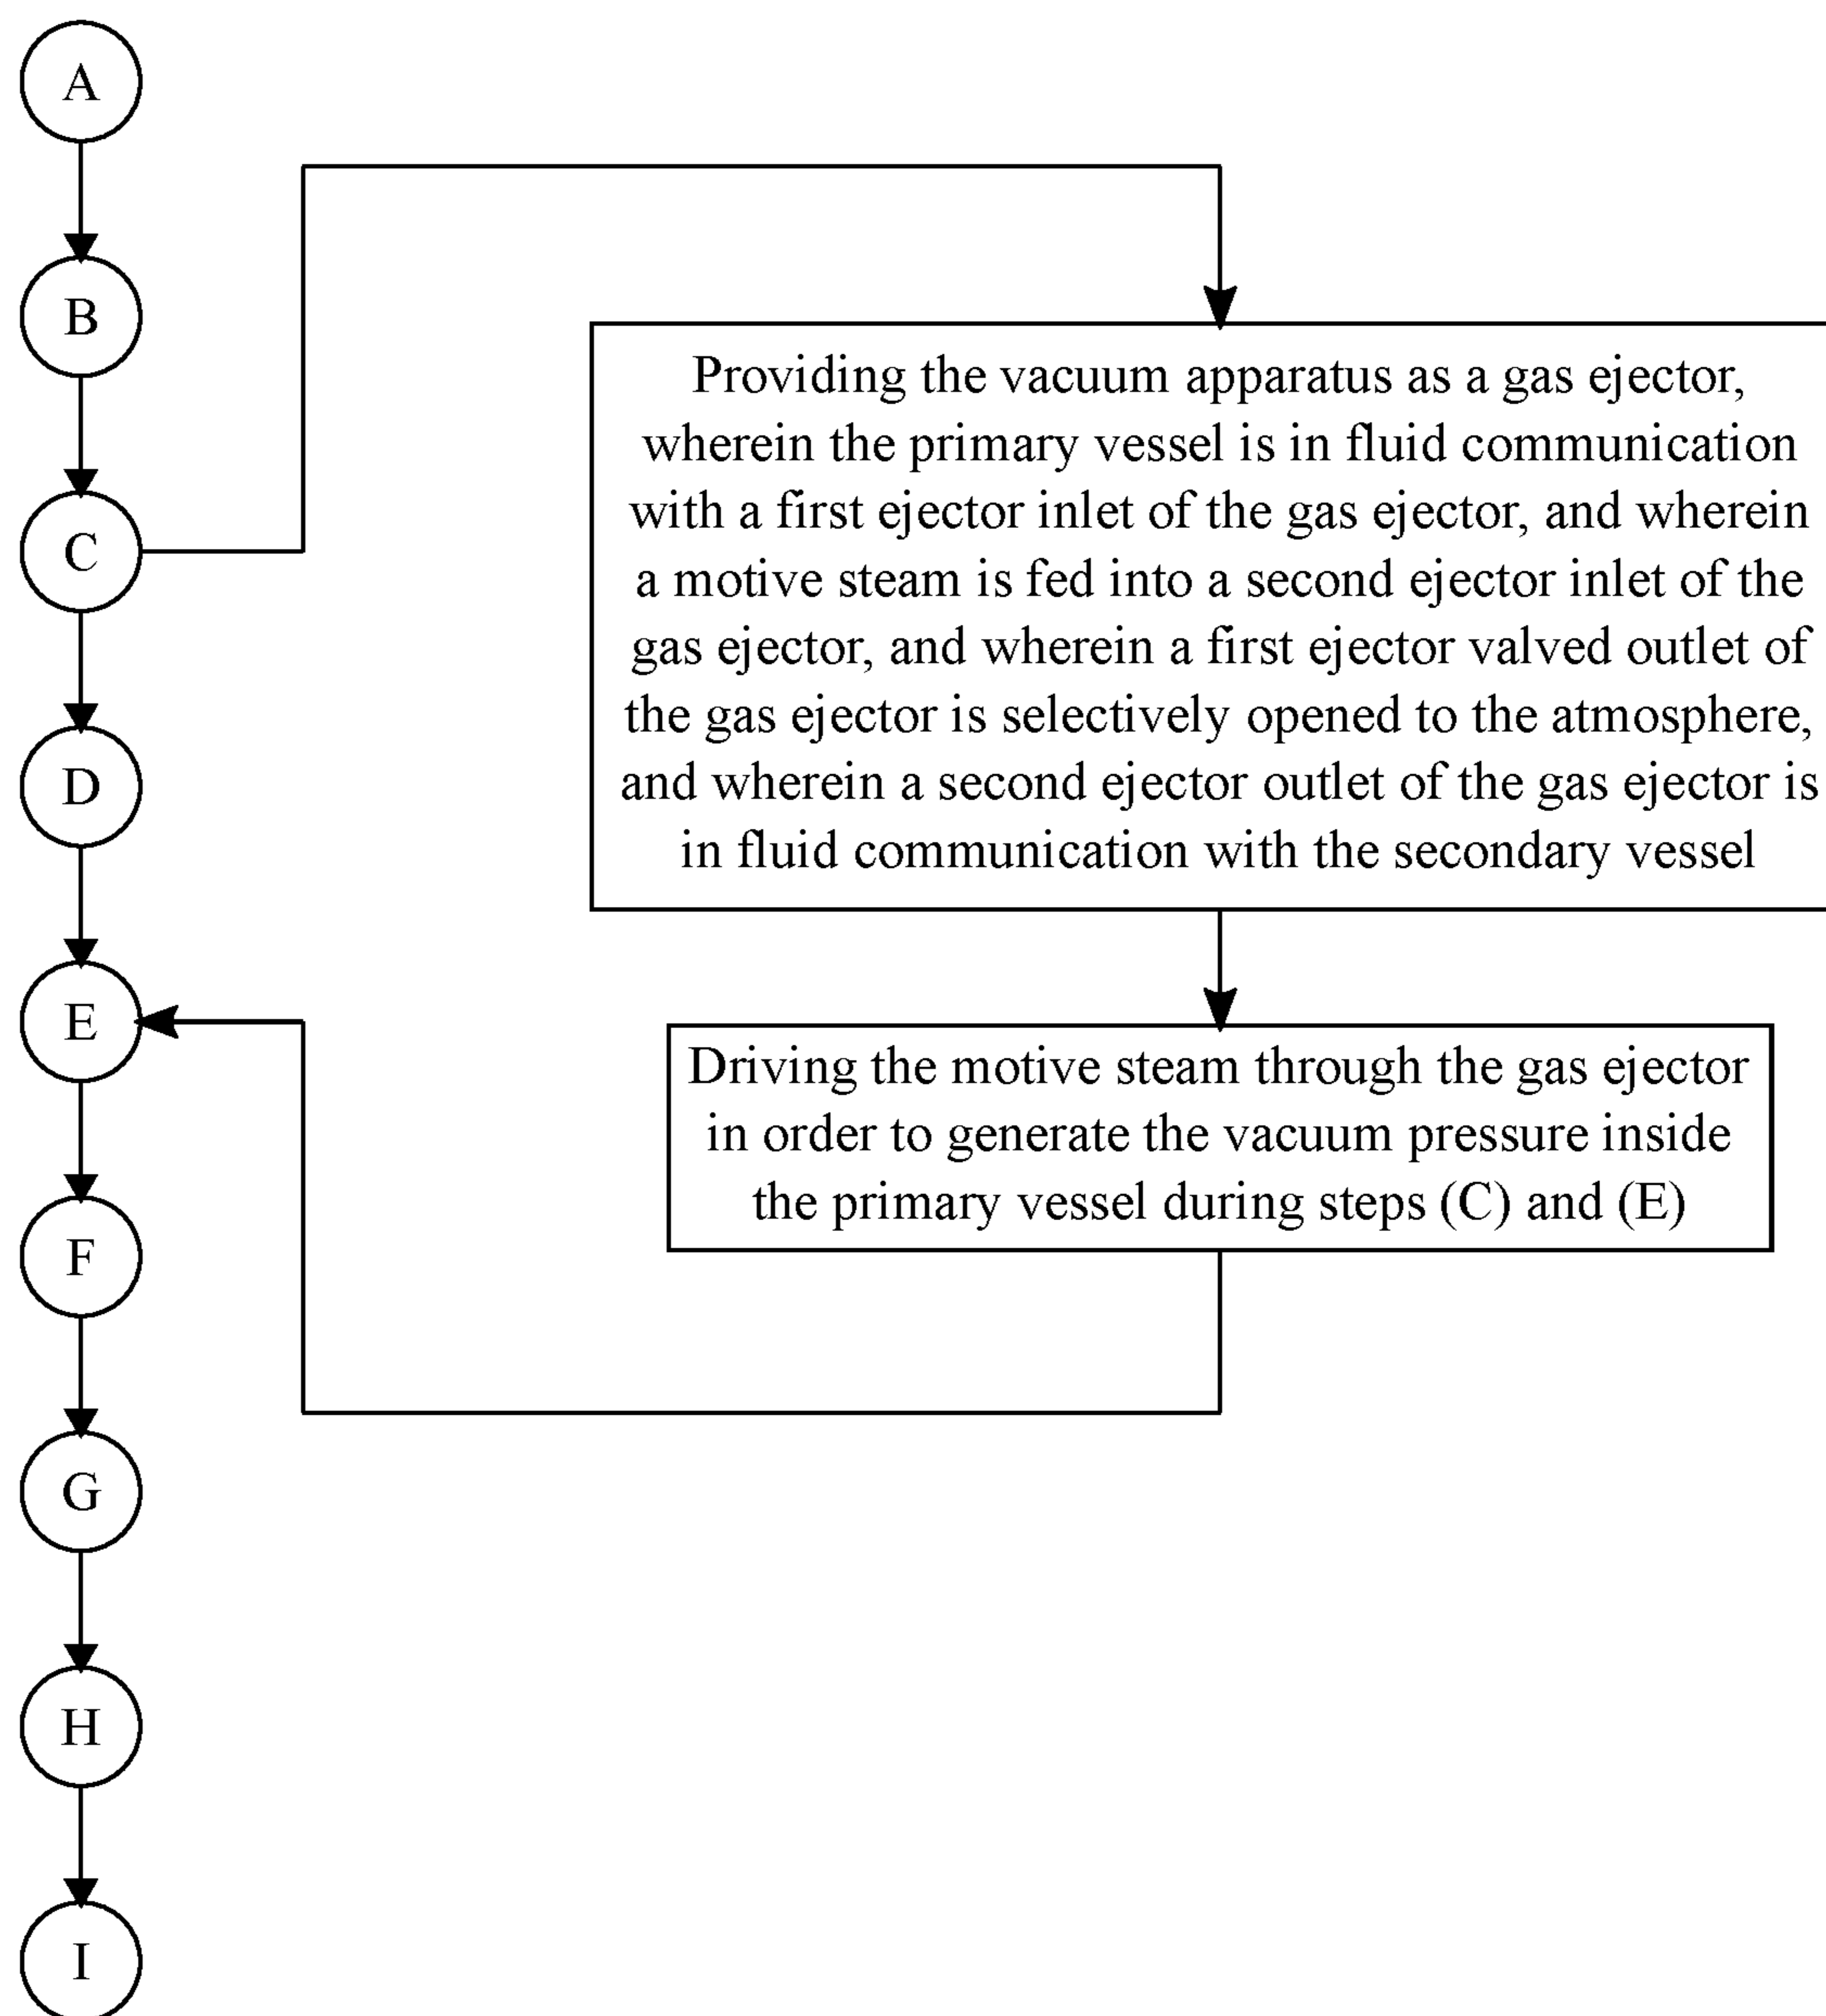 A
B
C
D
E
F
G
H
I
Providing the vacuum apparatus as a gas ejector,
wherein the primary vessel is in fluid communication
with a first ejector inlet of the gas ejector, and wherein
a motive steam is fed into a second ejector inlet of the
gas ejector, and wherein a first ejector valved outlet of
the gas ejector is selectively opened to the atmosphere,
and wherein a second ejector outlet of the gas ejector is
in fluid communication with the secondary vessel
Driving the motive steam through the gas ejector
in order to generate the vacuum pressure inside
the primary vessel during steps (C) and (E)